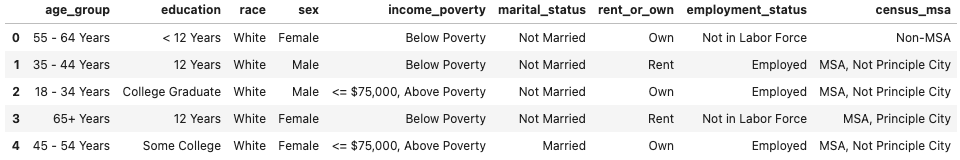 age_group education race sex income_poverty marital_status rent_or_own employment_status census_msa
0 55 - 64 Years < 12 Years White Female Below Poverty Not Married Own Not in Labor Force Non-MSA
1 35 - 44 Years 12 Years White Male Below Poverty Not Married Rent Employed MSA, Not Principle City
2 18 - 34 Years College Graduate White Male <= $75,000, Above Poverty Not Married Own Employed MSA, Not Principle City
3 65+ Years 12 Years White Female Below Poverty Not Married Rent Not in Labor Force MSA, Principle City
4 45 - 54 Years Some College White Female <= $75,000, Above Poverty Married Own Employed MSA, Not Principle City